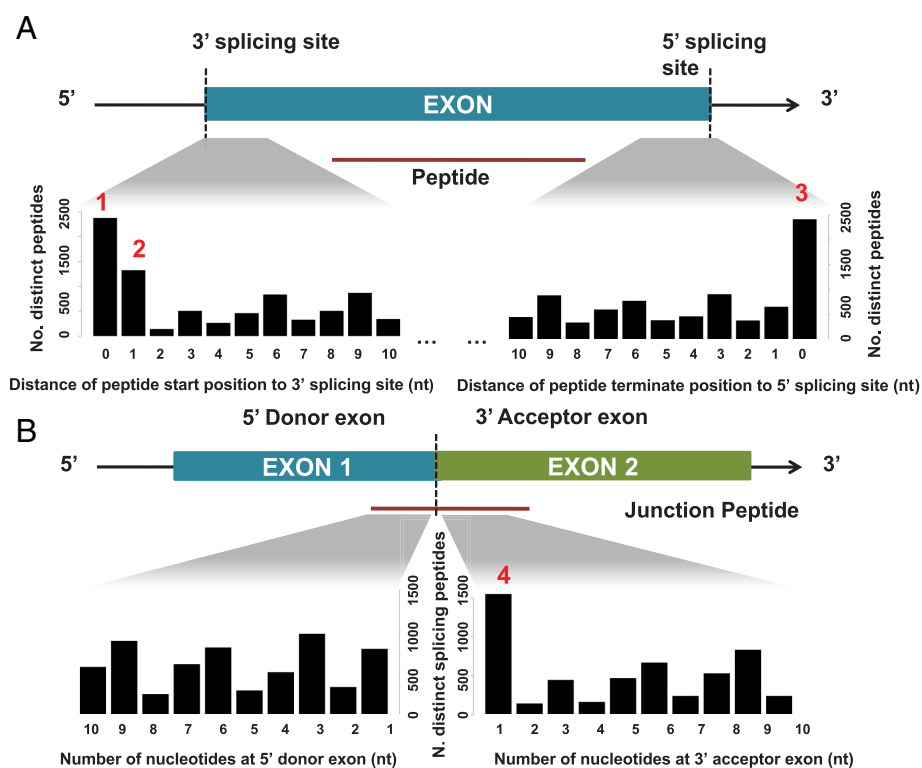 A
3’ splicing site
5’ splicing
site
5’
EXON
3’
Peptide
No. distinct peptides
0 500 1500 2500
1
2
3
0 500 1500 2500
No. distinct peptides
0 1 2 3 4 5 6 7 8 9 10
... ...
10 9 8 7 6 5 4 3 2 1 0
Distance of peptide start position to 3’ splicing site (nt)
Distance of peptide terminate position to 5’ splicing site (nt)
B
5’ Donor exon
3’ Acceptor exon
5’
EXON 1
EXON 2
3’
Junction Peptide
4
0 500 1000 1500
N. distinct splicing peptides
0 500 1000 1500
10 9 8 7 6 5 4 3 2 1
1 2 3 4 5 6 7 8 9 10
Number of nucleotides at 5’ donor exon (nt)
Number of nucleotides at 3’ acceptor exon (nt)